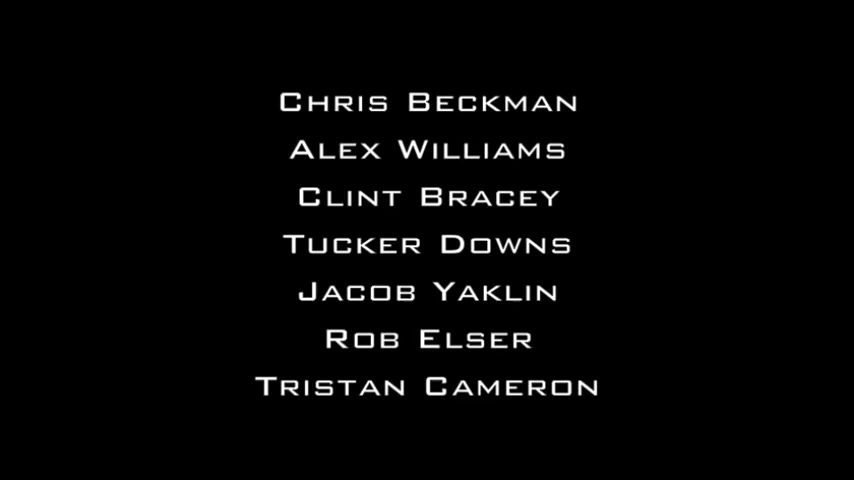 Chris Beckman
Alex Williams
Clint Bracey
Tucker Downs
Jacob Yaklin
Rob Elser
Tristan Cameron